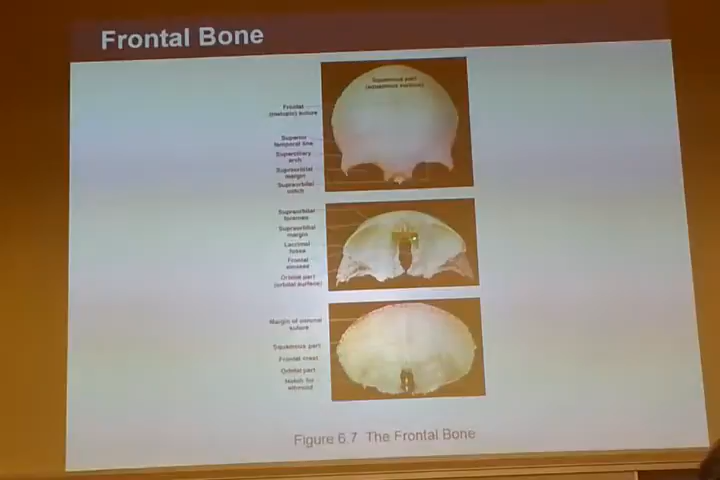 Frontal Bone
Squamous part
(squamous surface)
Frontal
(metopic) suture
Superior
temporal line
Superciliary
arch
Supraorbital
margin
Supraorbital
notch
Supraorbital
foramen
Supraorbital
margin
Lacrimal
fossa
Frontal
sinuses
Orbital part
(orbital surface)
Margin of coronal
suture
Squamous part
Frontal crest
Orbital part
Notch for
ethmoid
Figure 6.7 The Frontal Bone